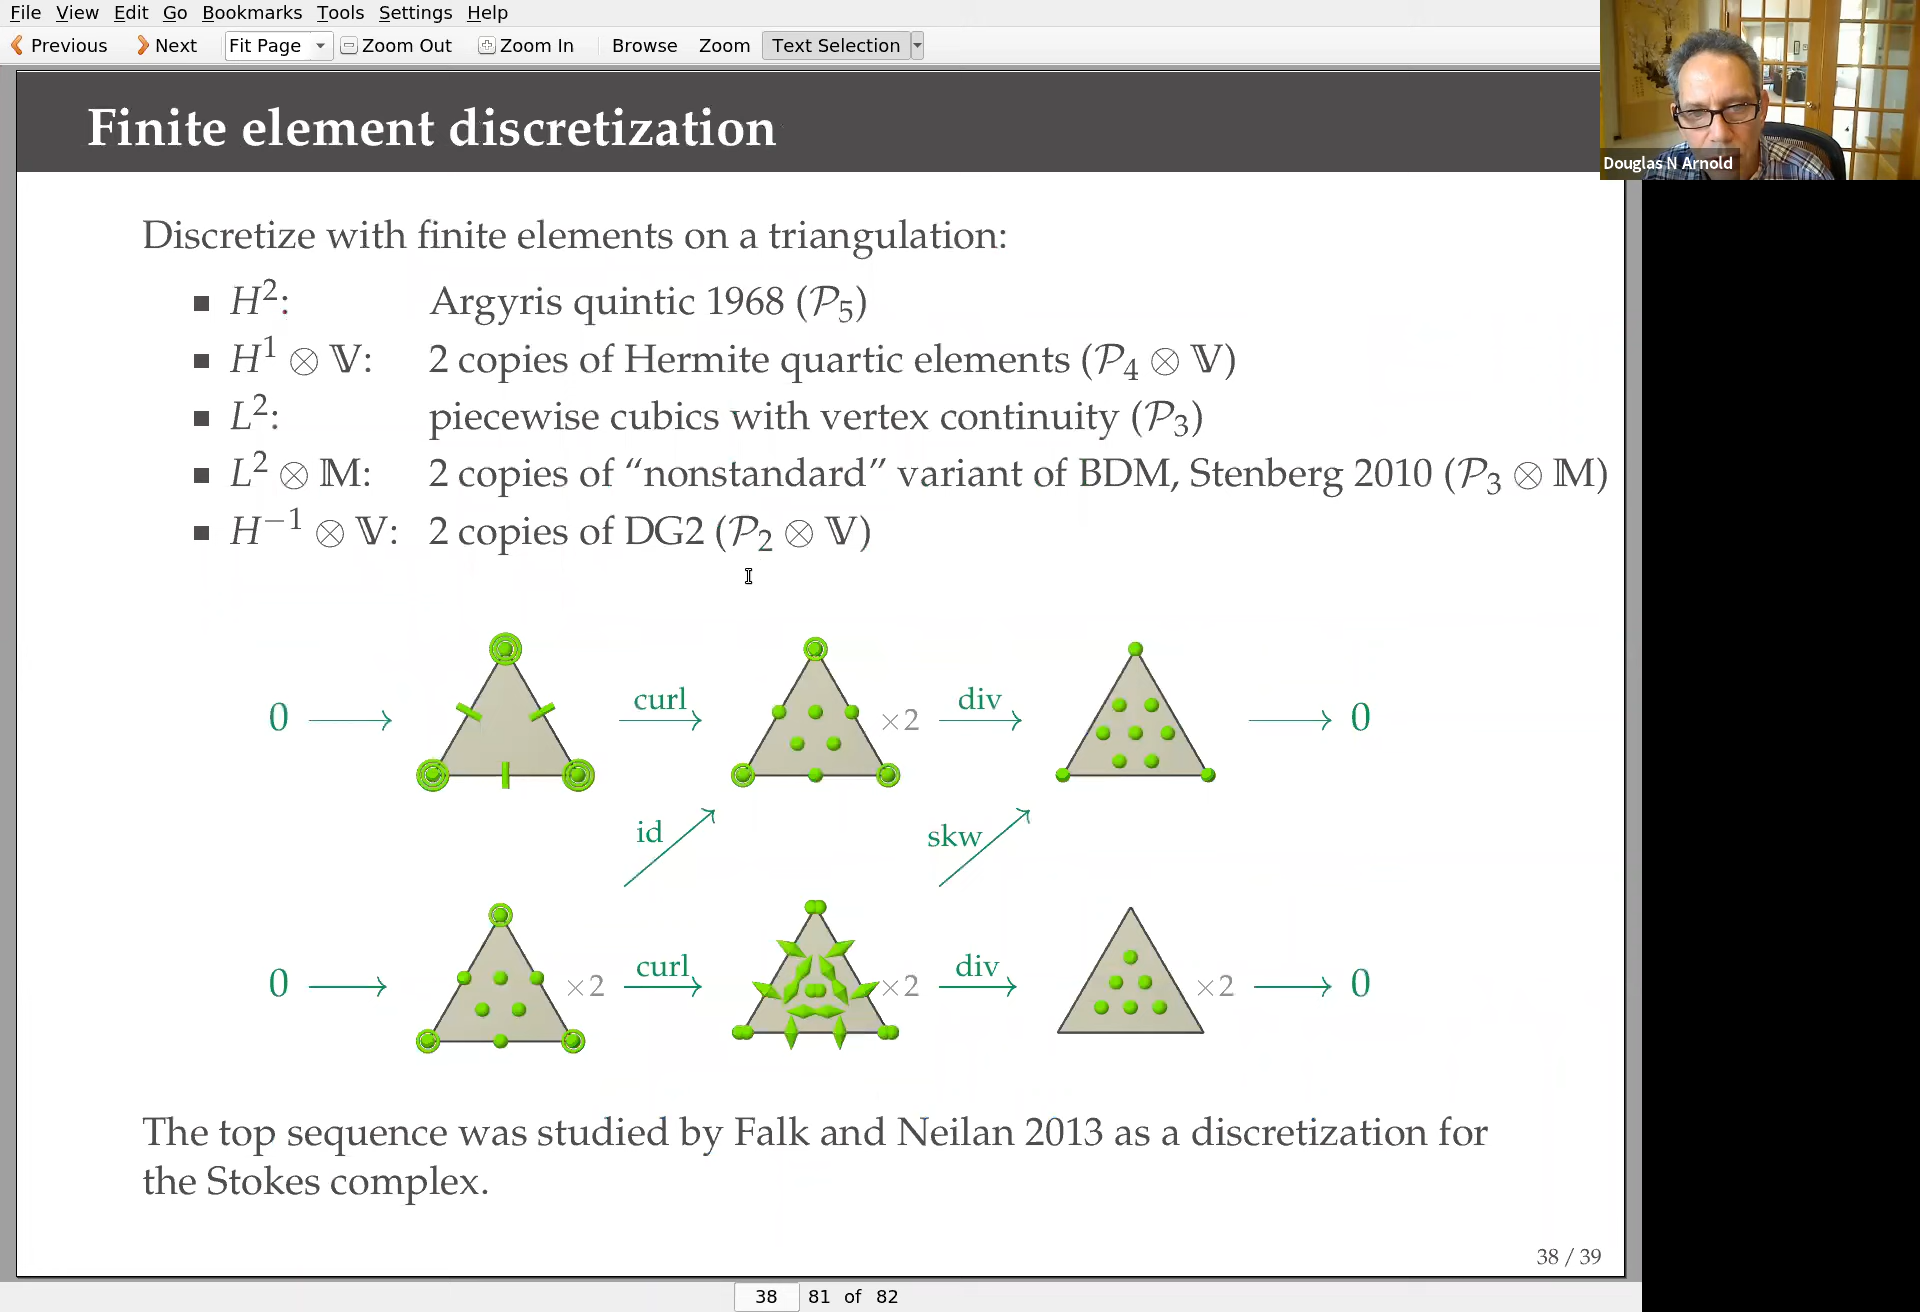 File View Edit Go Bookmarks Tools Settings Help
Previous Next Fit Page Zoom Out Zoom In Browse Zoom Text Selection
Douglas N Arnold
Finite element discretization
Discretize with finite elements on a triangulation:
■ H²: Argyris quintic 1968 (𝒫₅)
■ H¹ ⊗ 𝕍: 2 copies of Hermite quartic elements (𝒫₄ ⊗ 𝕍)
■ L²: piecewise cubics with vertex continuity (𝒫₃)
■ L² ⊗ 𝕄: 2 copies of “nonstandard” variant of BDM, Stenberg 2010 (𝒫₃ ⊗ 𝕄)
■ H⁻¹ ⊗ 𝕍: 2 copies of DG2 (𝒫₂ ⊗ 𝕍)
0 curl ×2 div 0
id skw
0 ×2 curl ×2 div ×2 0
The top sequence was studied by Falk and Neilan 2013 as a discretization for
the Stokes complex.
38 / 39
38 81 of 82